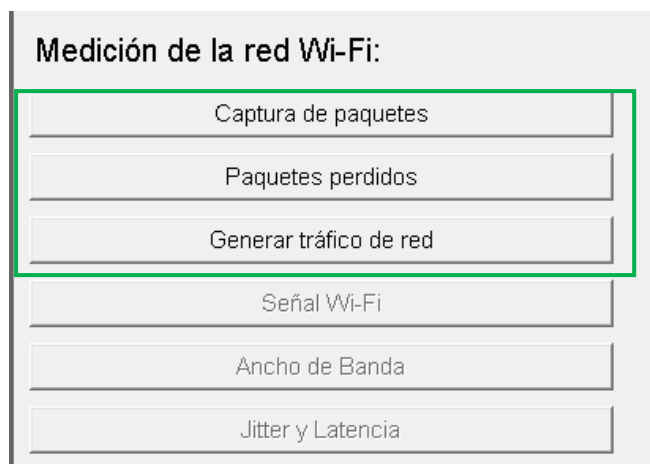 Medición de la red Wi-Fi:
Captura de paquetes
Paquetes perdidos
Generar tráfico de red
Señal Wi-Fi
Ancho de Banda
Jitter y Latencia